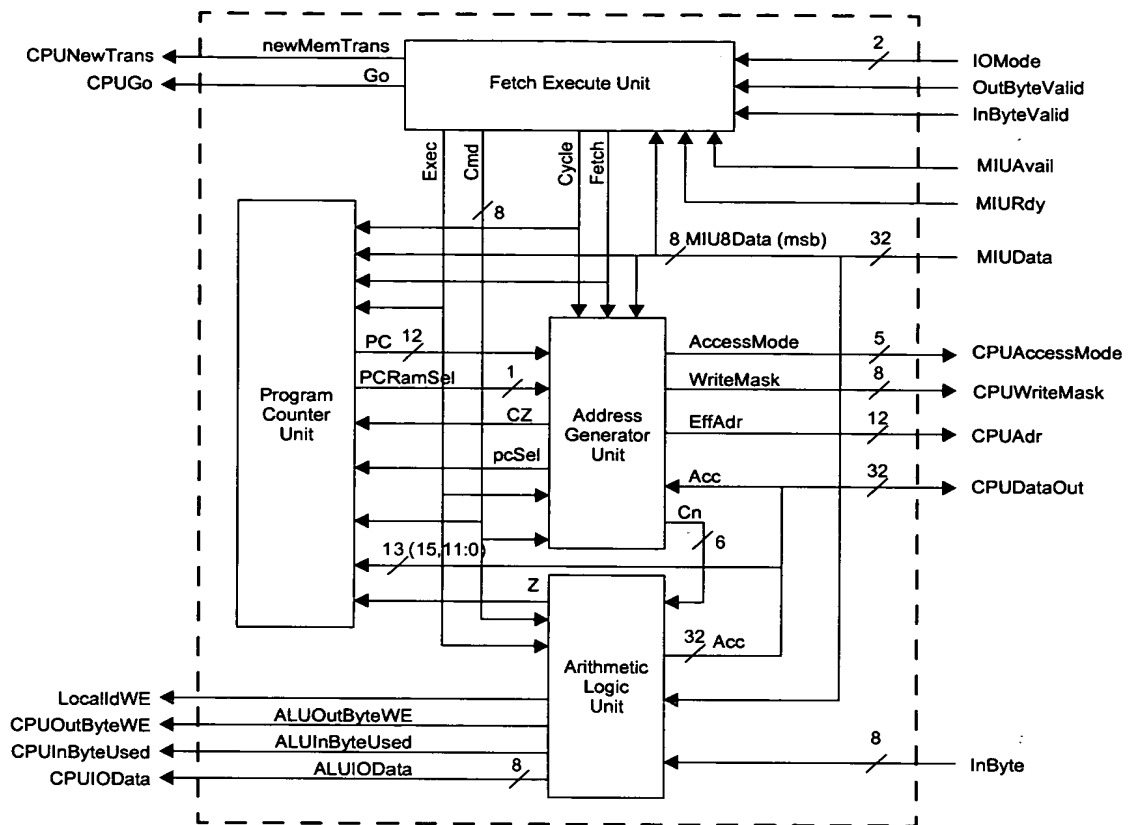 newMemTrans
CPUNewTrans
Go
CPUGo
Fetch Execute Unit
2
IOMode
OutByteValid
InByteValid
MIUAvail
MIURdy
Exec
Cmd
Cycle
Fetch
8
8 MIU8Data (msb)
32
MIUData
PC 12
PCRamSel 1
CZ
pcSel
Program
Counter
Unit
Address
Generator
Unit
AccessMode
5
CPUAccessMode
WriteMask
8
CPUWriteMask
EffAdr
12
CPUAdr
Acc
32
CPUDataOut
Cn
6
13 (15,11:0)
Z
32 Acc
Arithmetic
Logic
Unit
LocalIdWE
CPUOutByteWE
ALUOutByteWE
CPUInByteUsed
ALUInByteUsed
CPUIOData
ALUIOData
8
8
InByte